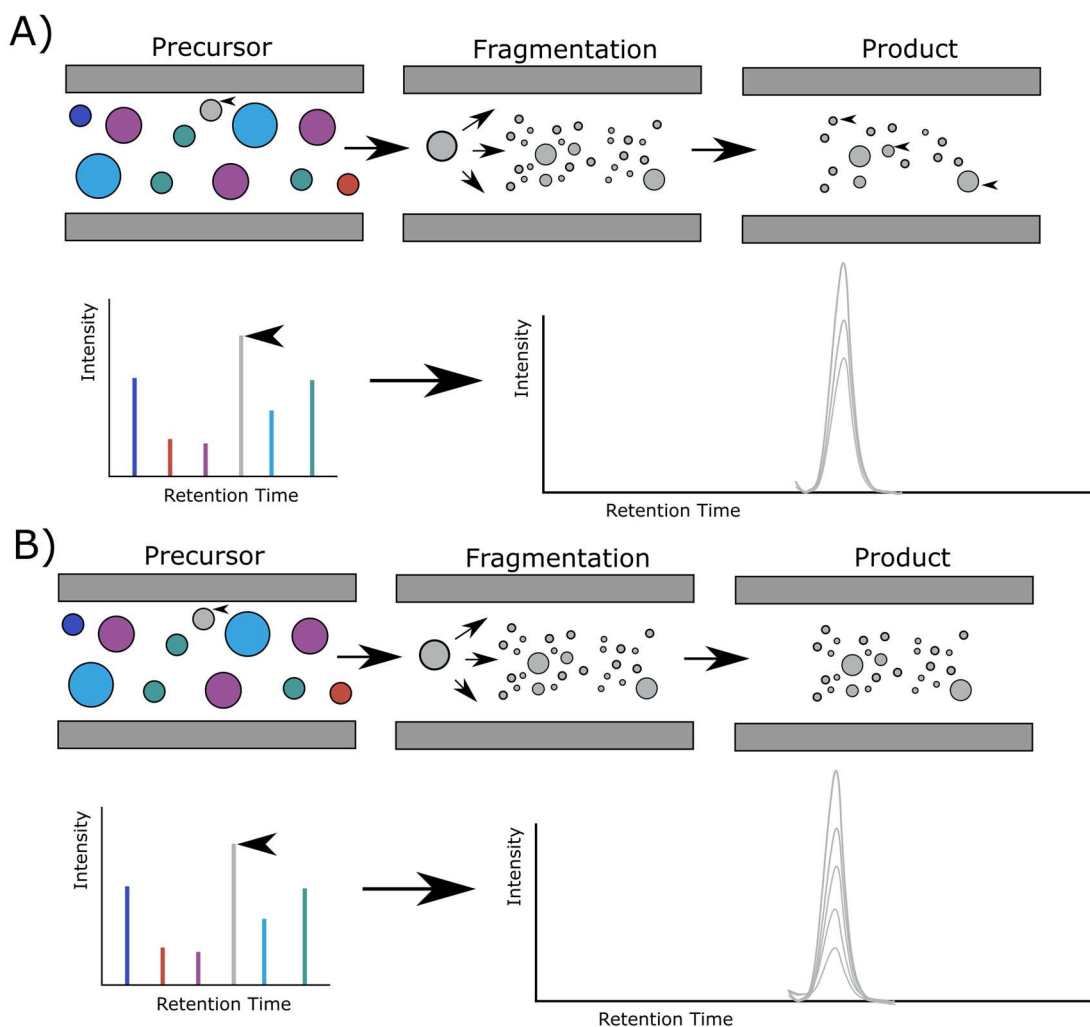 A)
Precursor
Fragmentation
Product
Intensity
Retention Time
Intensity
Retention Time
B)
Precursor
Fragmentation
Product
Intensity
Retention Time
Intensity
Retention Time